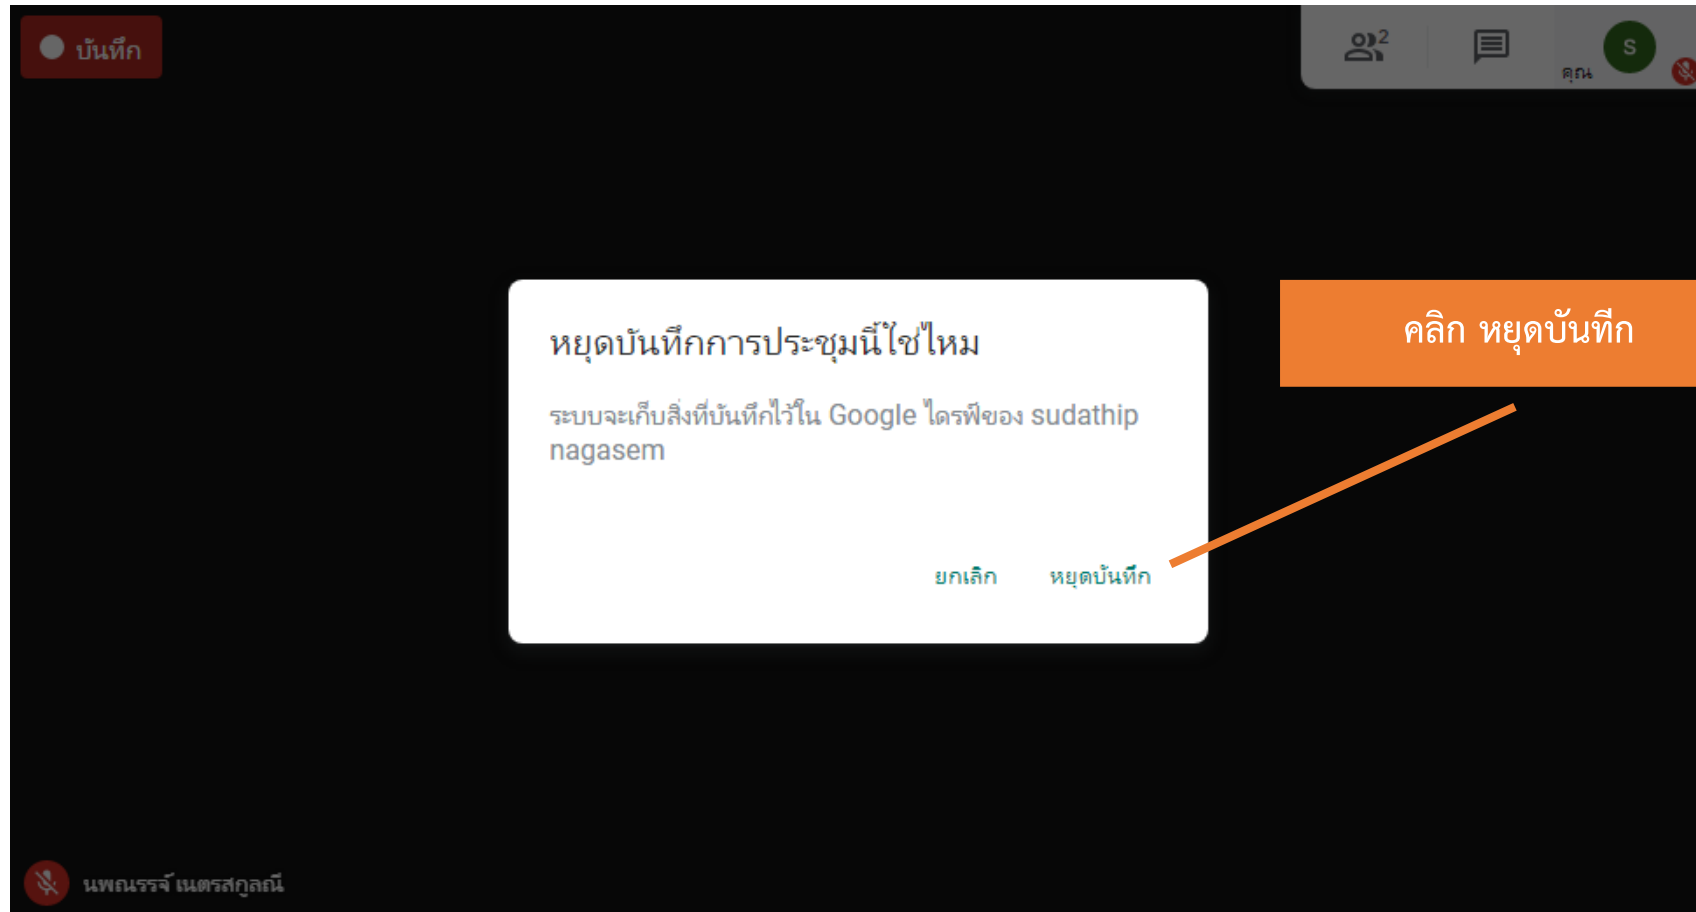 บันทึก
2
S
คุณ
หยุดบันทึกการประชุมนี้ใช่ไหม
ระบบจะเก็บสิ่งที่บันทึกไว้ใน Google ไดรฟ์ของ sudathip
nagasem
ยกเลิก หยุดบันทึก
คลิก หยุดบันทีก
นพณรรจ์ เนตรสกูลณี